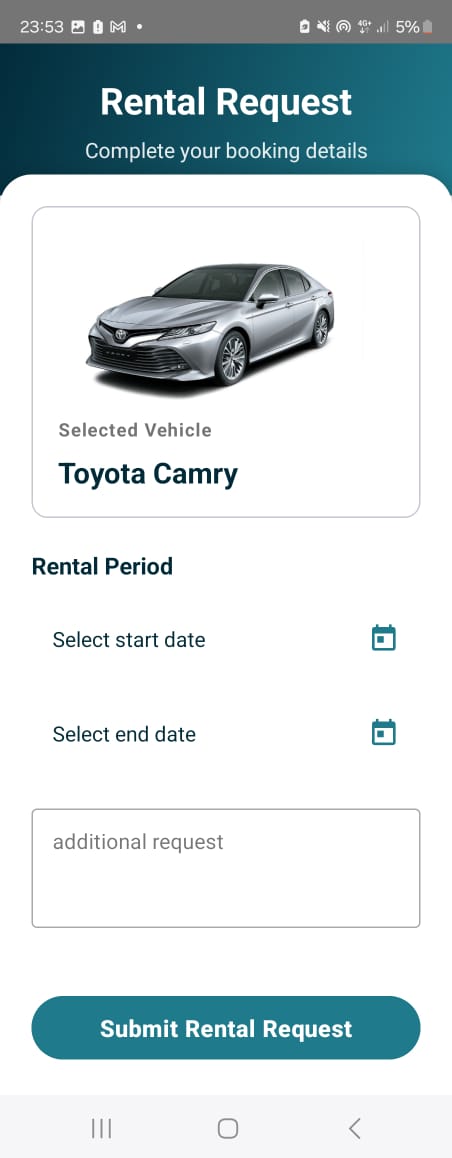 23:53
4G+
5%
Rental Request
Complete your booking details
Selected Vehicle
Toyota Camry
Rental Period
Select start date
Select end date
additional request
Submit Rental Request